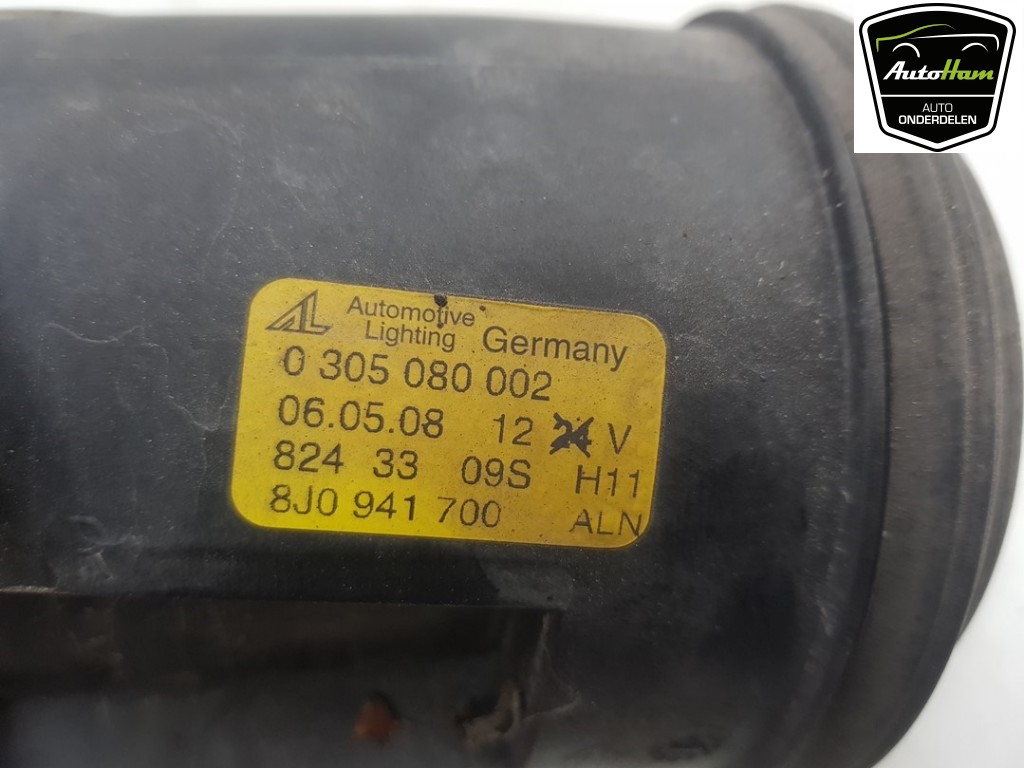 AutoHam
AUTO
ONDERDELEN
AL Automotive
Lighting Germany
0 305 080 002
06.05.08 12 24 V
824 33 09S H11
8J0 941 700 ALN